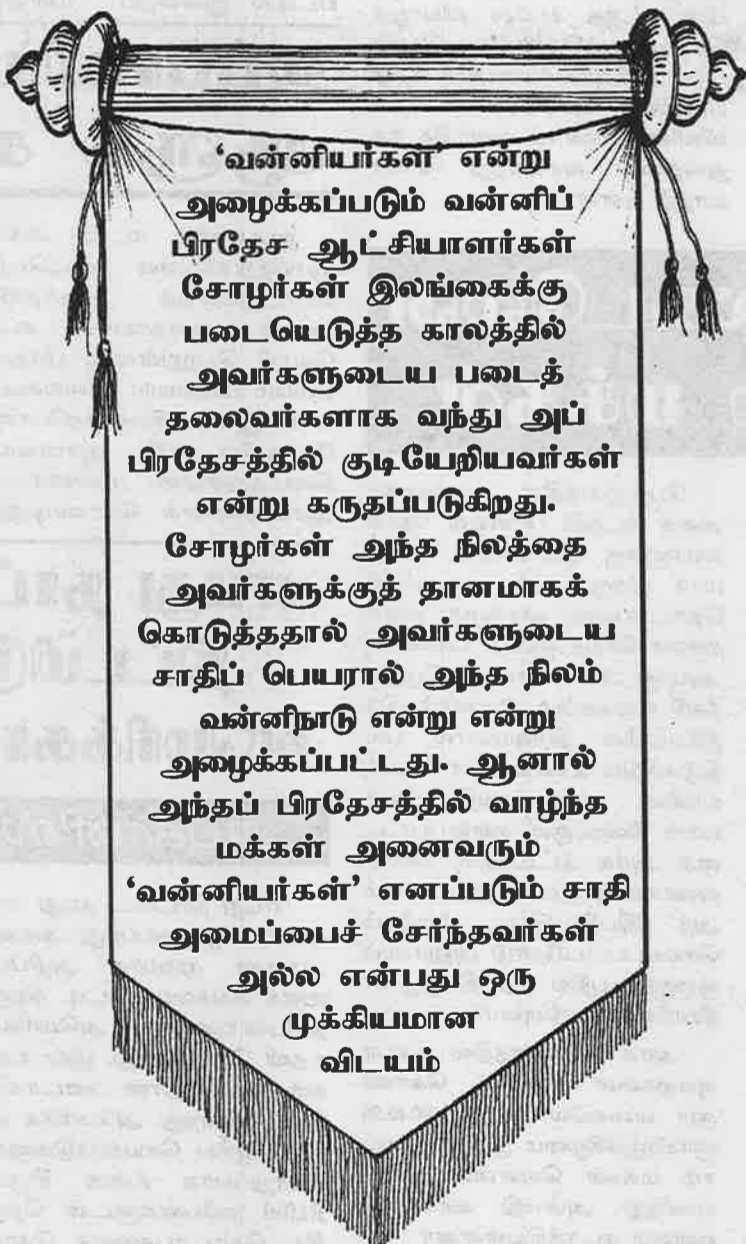 ‘வன்னியர்கள்’ என்று
அழைக்கப்படும் வன்னிப்
பிரதேச ஆட்சியாளர்கள்
சோழர்கள் இலங்கைக்கு
படையெடுத்த காலத்தில்
அவர்களுடைய படைத்
தலைவர்களாக வந்து அப்
பிரதேசத்தில் குடியேறியவர்கள்
என்று கருதப்படுகிறது.
சோழர்கள் அந்த நிலத்தை
அவர்களுக்குத் தானமாகக்
கொடுத்ததால் அவர்களுடைய
சாதிப் பெயரால் அந்த நிலம்
வன்னிநாடு என்று என்று
அழைக்கப்பட்டது. ஆனால்
அந்தப் பிரதேசத்தில் வாழ்ந்த
மக்கள் அனைவரும்
‘வன்னியர்கள்’ எனப்படும் சாதி
அமைப்பைச் சேர்ந்தவர்கள்
அல்ல என்பது ஒரு
முக்கியமான
விடயம்